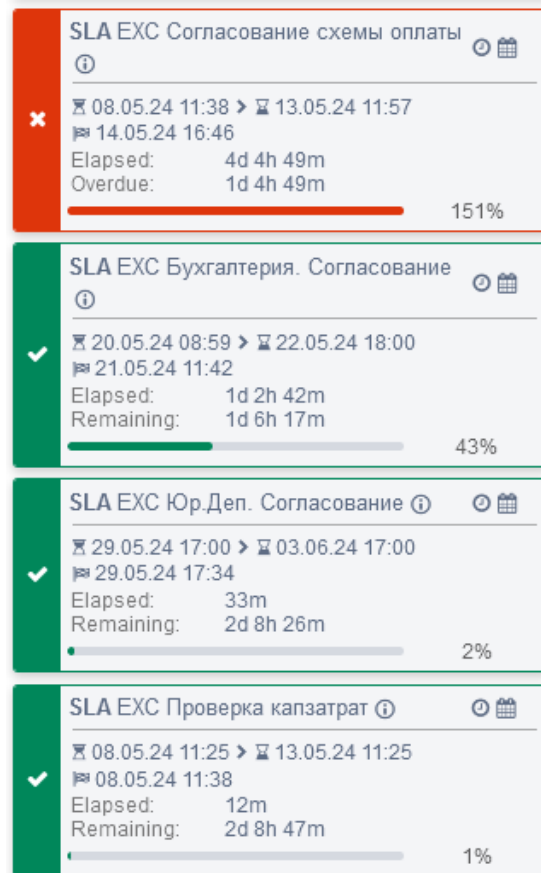 SLA EXC Согласование схемы оплаты
08.05.24 11:38 > 13.05.24 11:57
14.05.24 16:46
Elapsed: 4d 4h 49m
Overdue: 1d 4h 49m
151%
SLA EXC Бухгалтерия. Согласование
20.05.24 08:59 > 22.05.24 18:00
21.05.24 11:42
Elapsed: 1d 2h 42m
Remaining: 1d 6h 17m
43%
SLA EXC Юр.Деп. Согласование
29.05.24 17:00 > 03.06.24 17:00
29.05.24 17:34
Elapsed: 33m
Remaining: 2d 8h 26m
2%
SLA EXC Проверка капзатрат
08.05.24 11:25 > 13.05.24 11:25
08.05.24 11:38
Elapsed: 12m
Remaining: 2d 8h 47m
1%